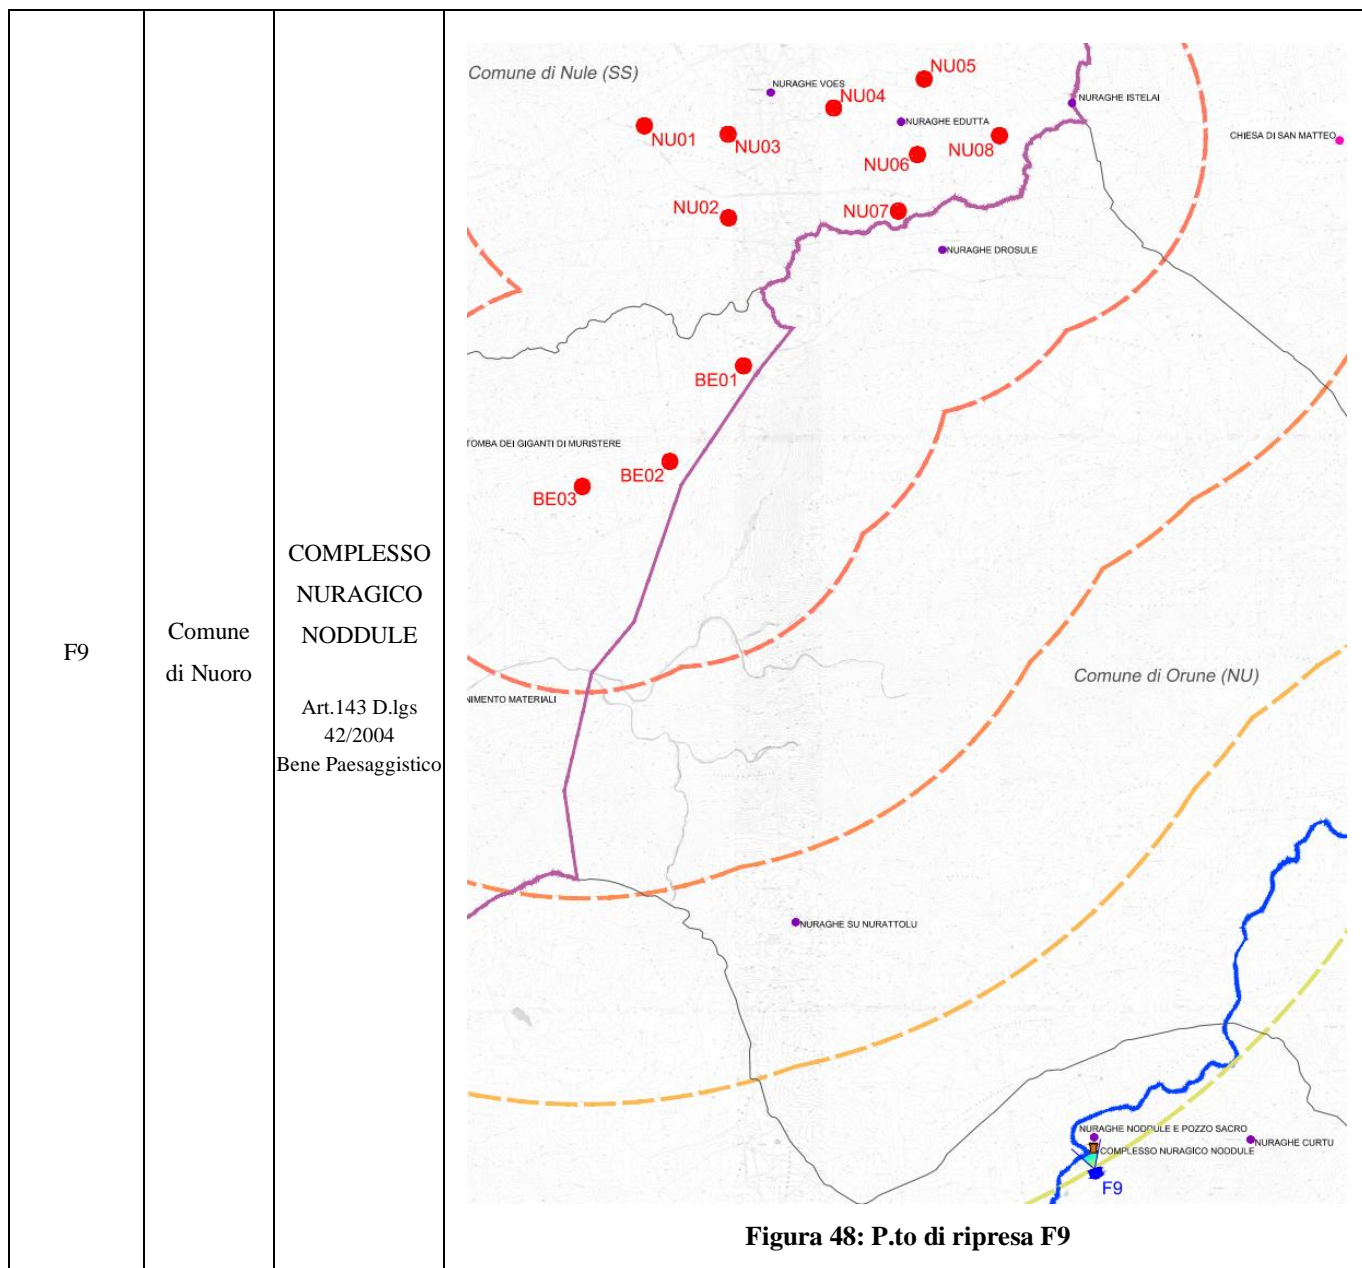 F9
Comune
di Nuoro
COMPLESSO
NURAGICO
NODDULE
Art.143 D.lgs
42/2004
Bene Paesaggistico
Comune di Nule (SS)
NURAGHE VOES
NU05
NU04
NURAGHE ISTELAI
NU01
NU03
NURAGHE EDUTTA
NU08
CHIESA DI SAN MATTEO
NU06
NU02
NU07
NURAGHE DROSULE
BE01
TOMBA DEI GIGANTI DI MURISTERE
BE02
BE03
Comune di Orune (NU)
NIMENTO MATERIALI
NURAGHE SU NURATTOLU
NURAGHE NODDULE E POZZO SACRO
NURAGHE CURTU
COMPLESSO NURAGICO NODDULE
F9
Figura 48: P.to di ripresa F9